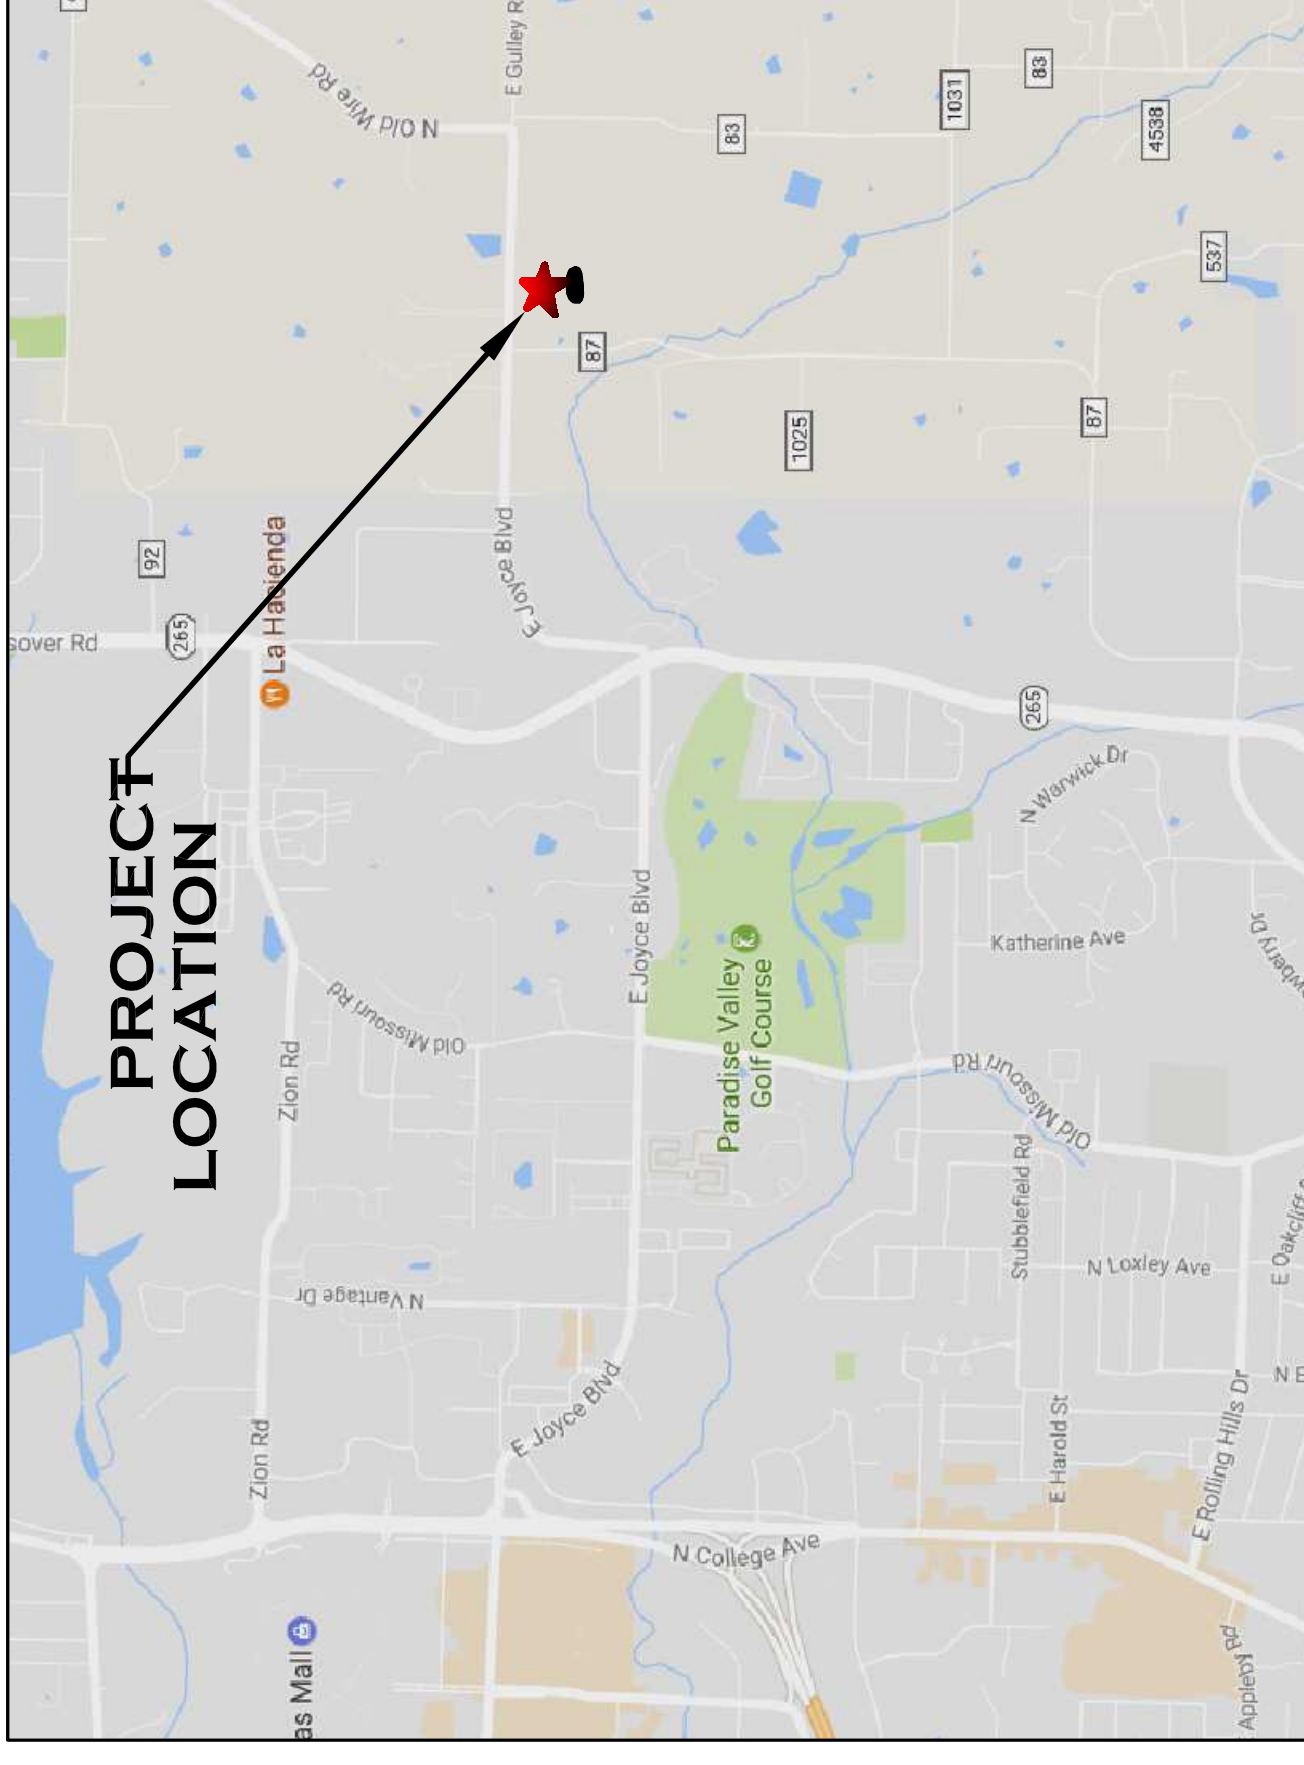 PROJECT
LOCATION
sover Rd
92
265
Zion Rd
Zion Rd
La Hacienda
as Mall
N Vantage Dr
Old Missouri Rd
N Old Wire Rd
E Gulley R
E Joyce Blvd
E Joyce Blvd
E Joyce Blvd
87
83
Paradise Valley
Golf Course
N College Ave
1025
1031
83
265
Old Missouri Rd
Stubblefield Rd
Katherine Ave
N Warwick Dr
E Harold St
N Loxley Ave
87
4538
537
E Rolling Hills Dr
Appleby Rd
wberry Dr
E Oakcliff
N E